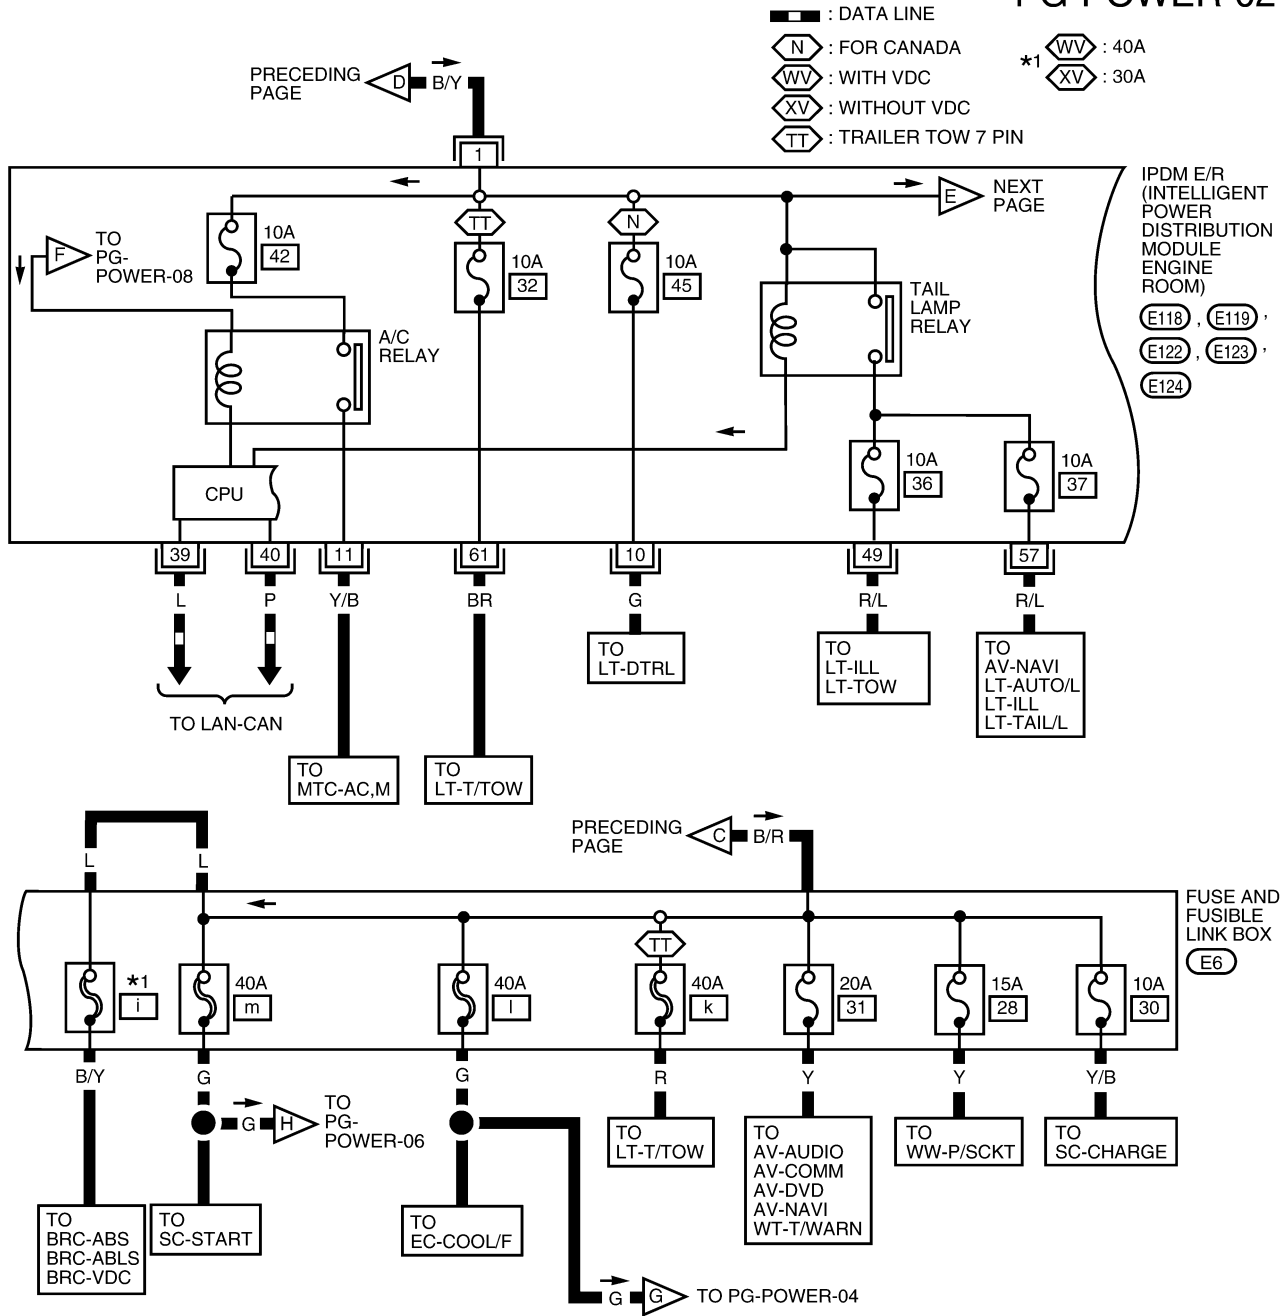 PG-POWER-02
: DATA LINE
N : FOR CANADA
WV : WITH VDC
XV : WITHOUT VDC
TT : TRAILER TOW 7 PIN
*1 WV : 40A
XV : 30A
PRECEDING
PAGE
D B/Y
1
E NEXT
PAGE
IPDM E/R
(INTELLIGENT
POWER
DISTRIBUTION
MODULE
ENGINE
ROOM)
E118 , E119 ,
E122 , E123 ,
E124
F TO
PG-
POWER-08
10A
42
TT
10A
32
N
10A
45
TAIL
LAMP
RELAY
A/C
RELAY
CPU
10A
36
10A
37
39 40 11 61 10 49 57
L P Y/B BR G R/L R/L
TO LAN-CAN
TO
MTC-AC,M
TO
LT-T/TOW
TO
LT-DTRL
TO
LT-ILL
LT-TOW
TO
AV-NAVI
LT-AUTO/L
LT-ILL
LT-TAIL/L
PRECEDING
PAGE
C B/R
L L
FUSE AND
FUSIBLE
LINK BOX
E6
*1
i
40A
m
40A
l
TT
40A
k
20A
31
15A
28
10A
30
B/Y G G R Y Y Y/B
G H TO
PG-
POWER-06
TO
BRC-ABS
BRC-ABLS
BRC-VDC
TO
SC-START
TO
EC-COOL/F
TO
LT-T/TOW
TO
AV-AUDIO
AV-COMM
AV-DVD
AV-NAVI
WT-T/WARN
TO
WW-P/SCKT
TO
SC-CHARGE
G G TO PG-POWER-04